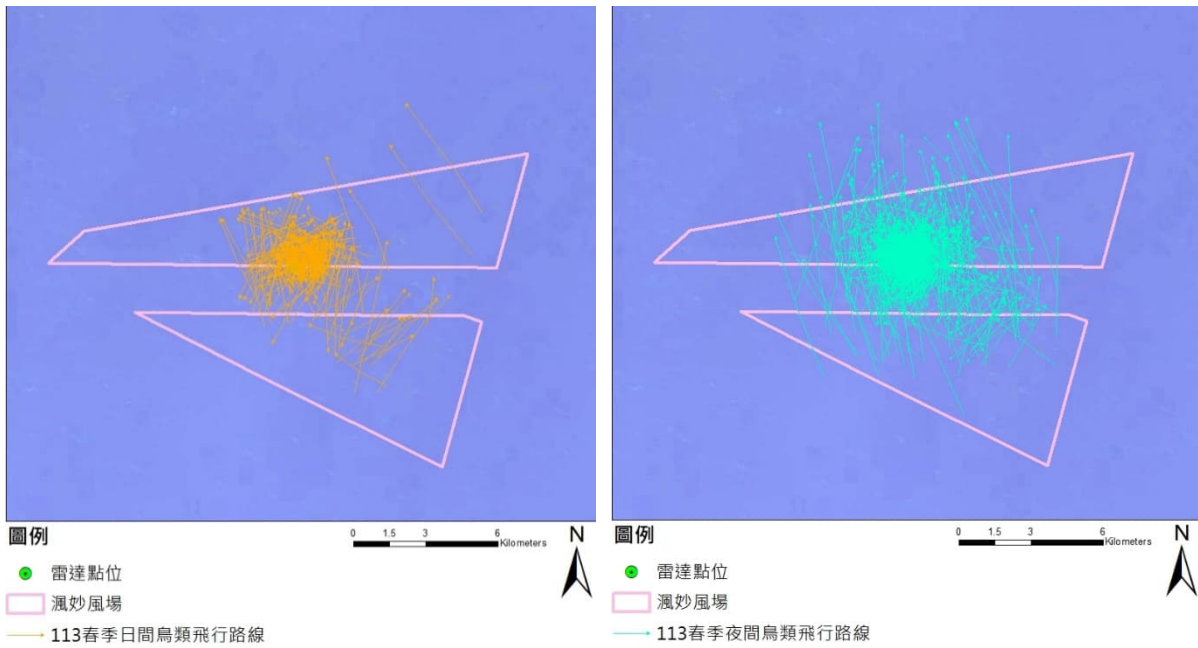 圖例
0 1.5 3 6
Kilometers
N
雷達點位
渢妙風場
113春季日間鳥類飛行路線
圖例
0 1.5 3 6
Kilometers
N
雷達點位
渢妙風場
113春季夜間鳥類飛行路線